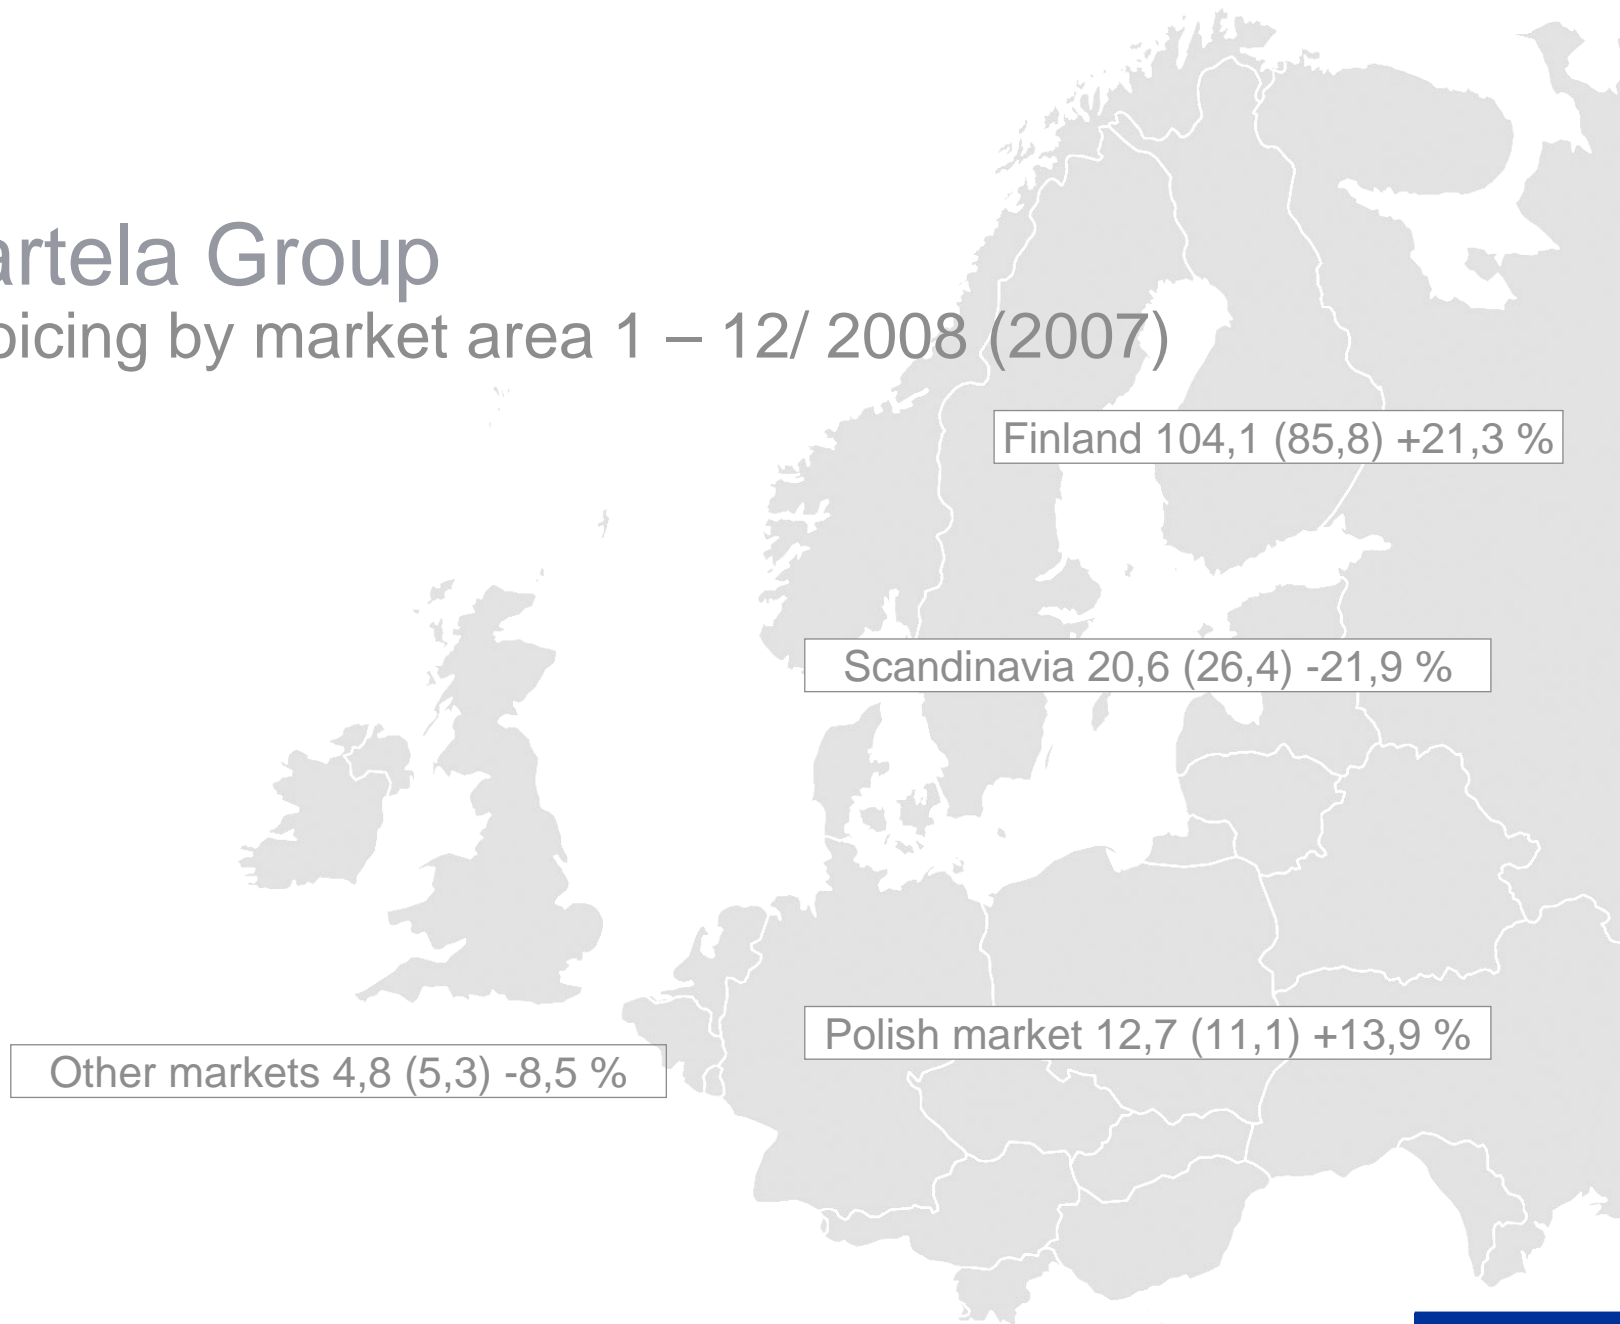 artela Group
oicing by market area 1 – 12/ 2008 (2007)
Finland 104,1 (85,8) +21,3 %
Scandinavia 20,6 (26,4) -21,9 %
Polish market 12,7 (11,1) +13,9 %
Other markets 4,8 (5,3) -8,5 %